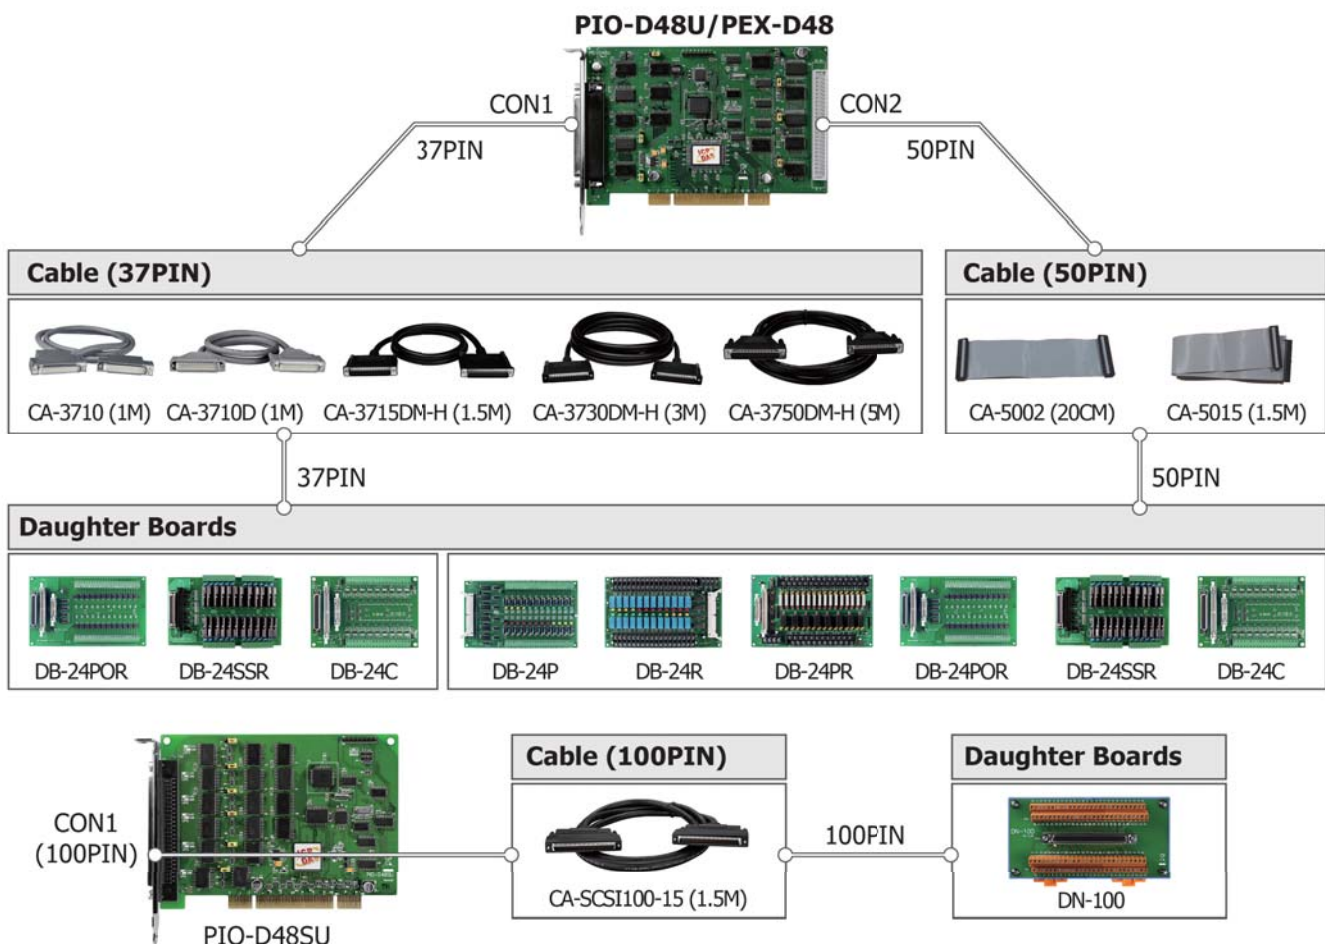 PIO-D48U/PEX-D48
CON1
CON2
37PIN
50PIN
Cable (37PIN)
Cable (50PIN)
CA-3710 (1M)
CA-3710D (1M)
CA-3715DM-H (1.5M)
CA-3730DM-H (3M)
CA-3750DM-H (5M)
CA-5002 (20CM)
CA-5015 (1.5M)
37PIN
50PIN
Daughter Boards
DB-24POR
DB-24SSR
DB-24C
DB-24P
DB-24R
DB-24PR
DB-24POR
DB-24SSR
DB-24C
CON1
(100PIN)
PIO-D48SU
Cable (100PIN)
CA-SCSI100-15 (1.5M)
100PIN
Daughter Boards
DN-100
DN-100